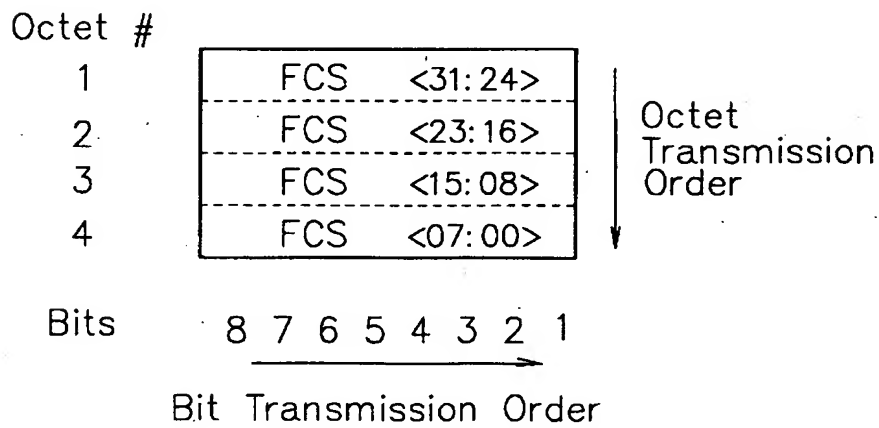 Octet #
1 FCS <31:24>
2 FCS <23:16>
3 FCS <15:08>
4 FCS <07:00>
Octet
Transmission
Order
Bits 8 7 6 5 4 3 2 1
Bit Transmission Order